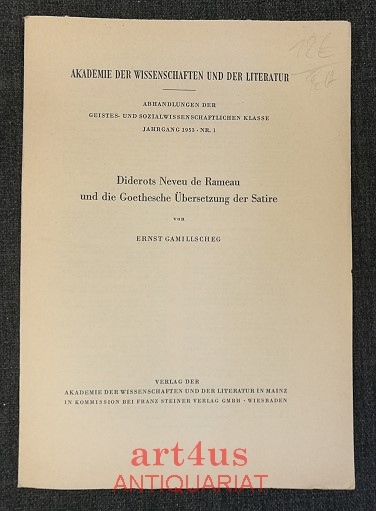 12€
AKADEMIE DER WISSENSCHAFTEN UND DER LITERATUR
ABHANDLUNGEN DER
GEISTES- UND SOZIALWISSENSCHAFTLICHEN KLASSE
JAHRGANG 1953 · NR. 1
Diderots Neveu de Rameau
und die Goethesche Übersetzung der Satire
von
ERNST GAMILLSCHEG
VERLAG DER
AKADEMIE DER WISSENSCHAFTEN UND DER LITERATUR IN MAINZ
IN KOMMISSION BEI FRANZ STEINER VERLAG GMBH · WIESBADEN
art4us
ANTIQUARIAT